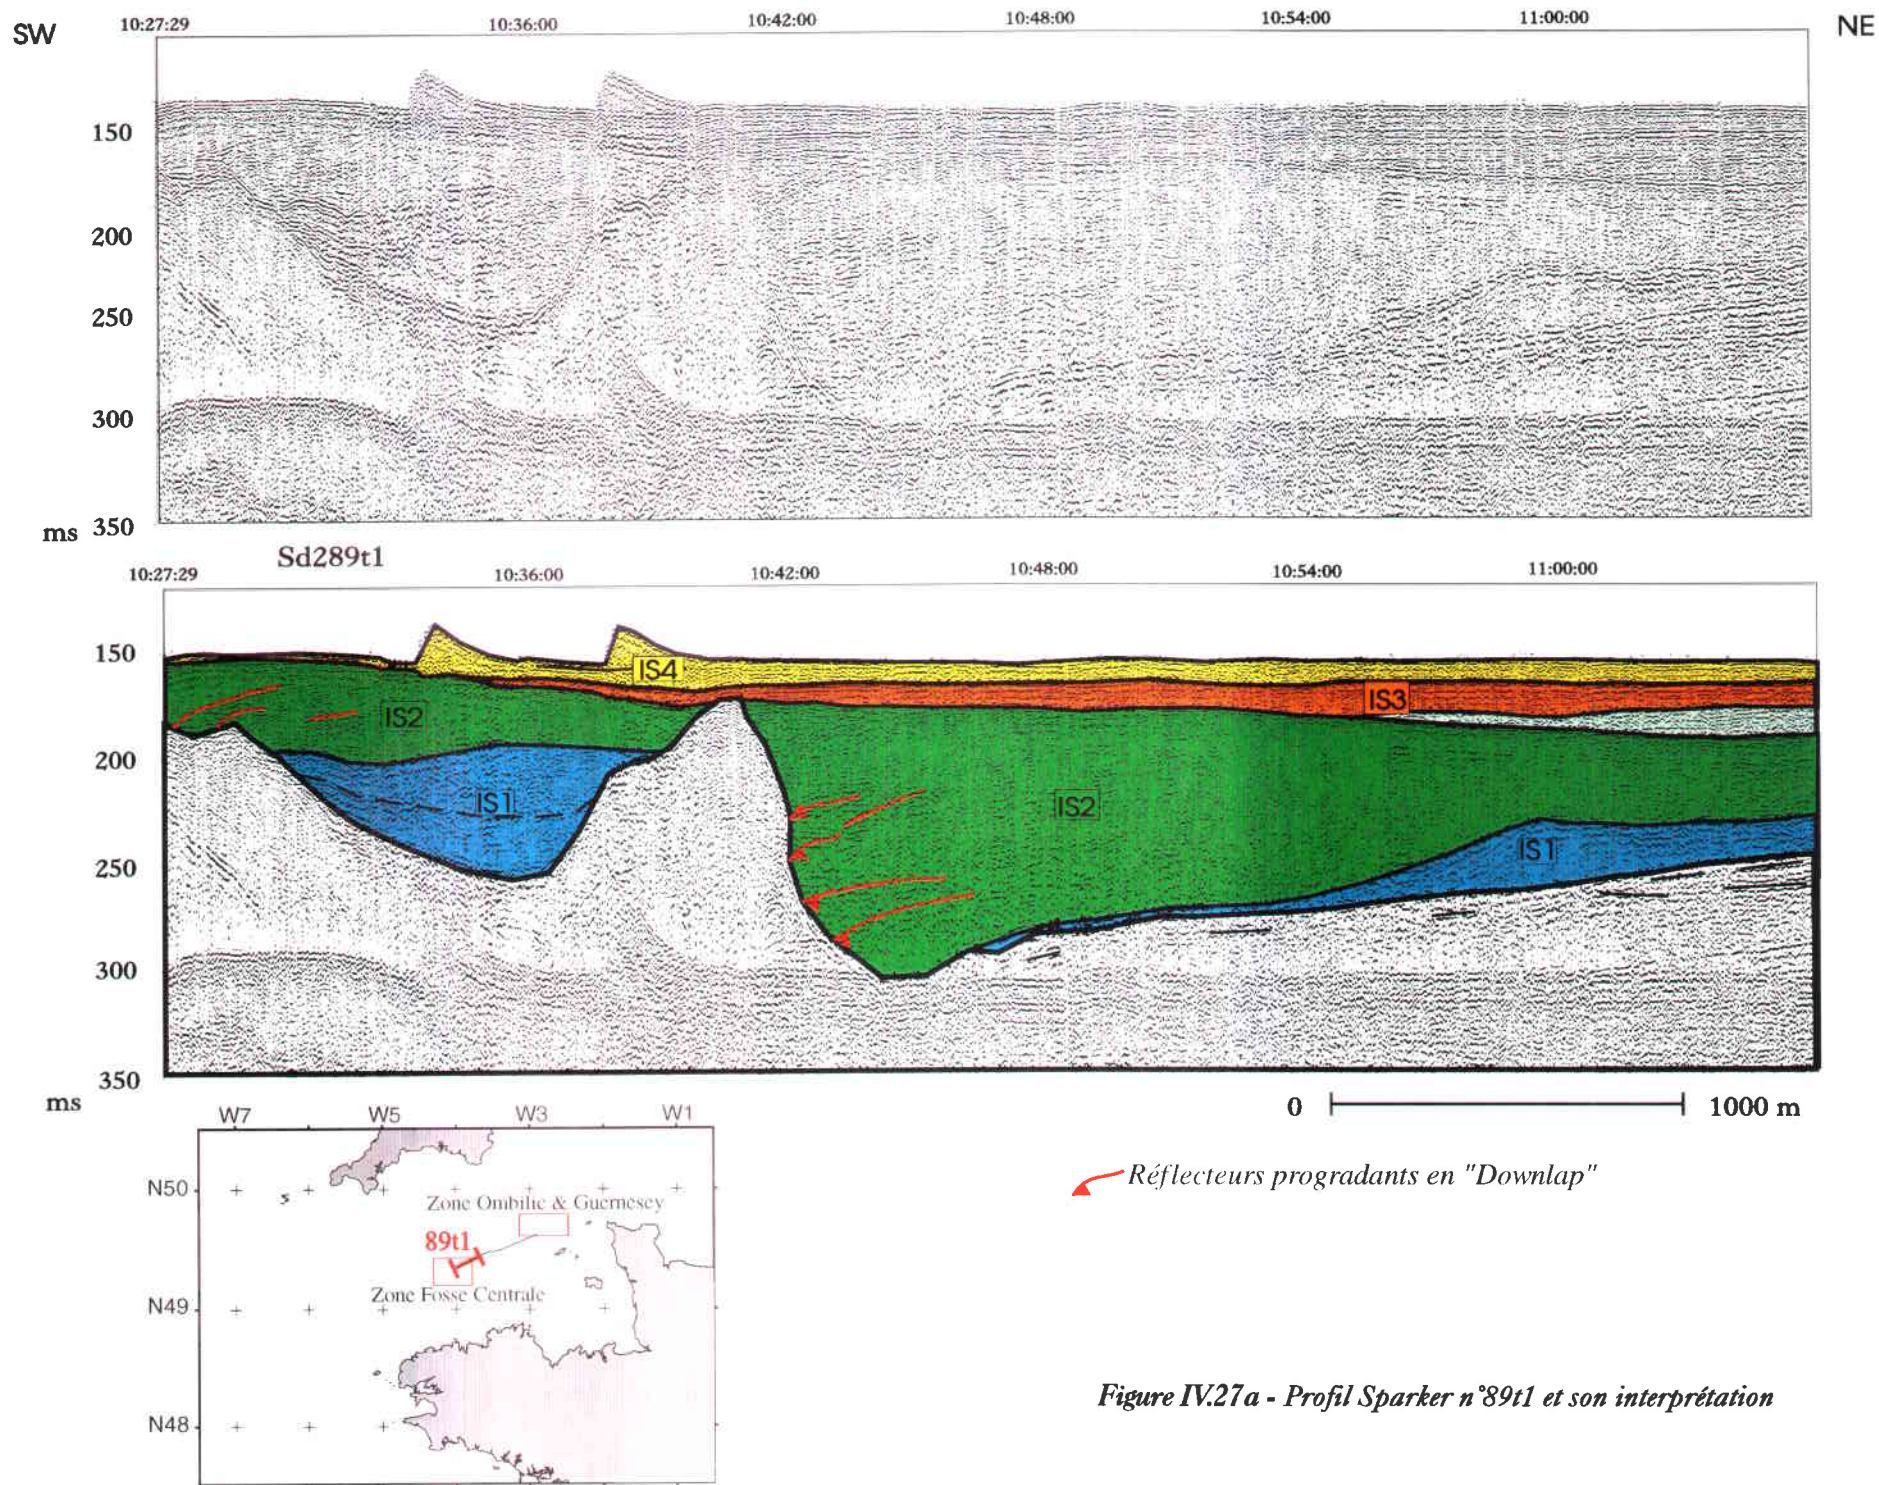 SW 10:27:29 10:36:00 10:42:00 10:48:00 10:54:00 11:00:00 NE
150
200
250
300
ms 350
Sd289t1
10:27:29 10:36:00 10:42:00 10:48:00 10:54:00 11:00:00
150
IS4
IS3
IS2
200
IS1
IS2
IS1
250
300
350
ms
0 1000 m
W7 W5 W3 W1
Réflecteurs progradants en "Downlap"
N50
Zone Ombilic & Guernesey
89t1
Zone Fosse Centrale
N49
N48
Figure IV.27a - Profil Sparker n°89t1 et son interprétation